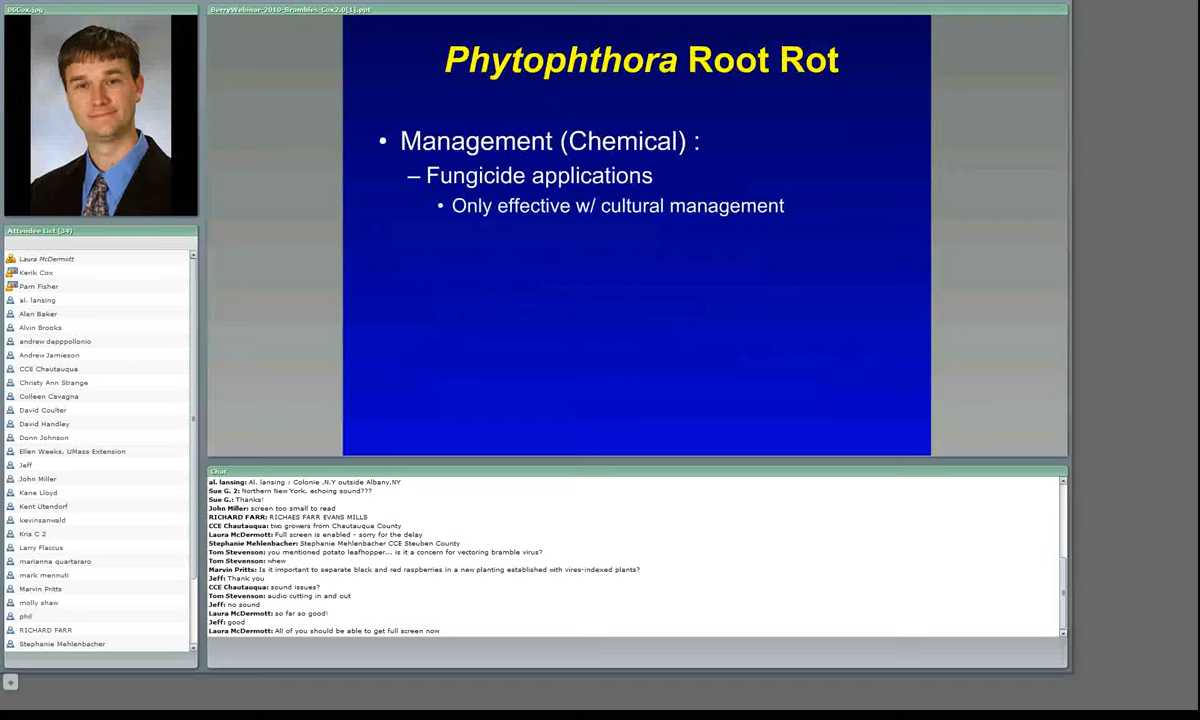 06Cox.jpg
BerryWebinar-2010-Brambles-Cox2.0[1].ppt
Phytophthora Root Rot
• Management (Chemical) :
– Fungicide applications
• Only effective w/ cultural management
Attendee List (34)
Laura McDermott
Kerik Cox
Pam Fisher
al. lansing
Alan Baker
Alvin Brooks
andrew dapppollonio
Andrew Jamieson
CCE Chautauqua
Christy Ann Strange
Colleen Cavagna
David Coulter
David Handley
Donn Johnson
Ellen Weeks, UMass Extension
Jeff
John Miller
Kane Lloyd
Kent Utendorf
kevinsanwald
Kris C 2
Larry Flaccus
marianna quartararo
mark mennuti
Marvin Pritts
molly shaw
phil
RICHARD FARR
Stephanie Mehlenbacher
Chat
al. lansing: Al. lansing : Colonie .N.Y outside Albany,NY
Sue G. 2: Northern New York, echoing sound???
Sue G.: Thanks!
John Miller: screen too small to read
RICHARD FARR: RICHAES FARR EVANS MILLS
CCE Chautauqua: two growers from Chautauqua County
Laura McDermott: Full screen is enabled - sorry for the delay
Stephanie Mehlenbacher: Stephanie Mehlenbacher CCE Steuben County
Tom Stevenson: you mentioned potato leafhopper... is it a concern for vectoring bramble virus?
Tom Stevenson: whew
Marvin Pritts: Is it important to separate black and red raspberries in a new planting established with vires-indexed plants?
Jeff: Thank you
CCE Chautauqua: sound issues?
Tom Stevenson: audio cutting in and out
Jeff: no sound
Laura McDermott: so far so good!
Jeff: good
Laura McDermott: All of you should be able to get full screen now